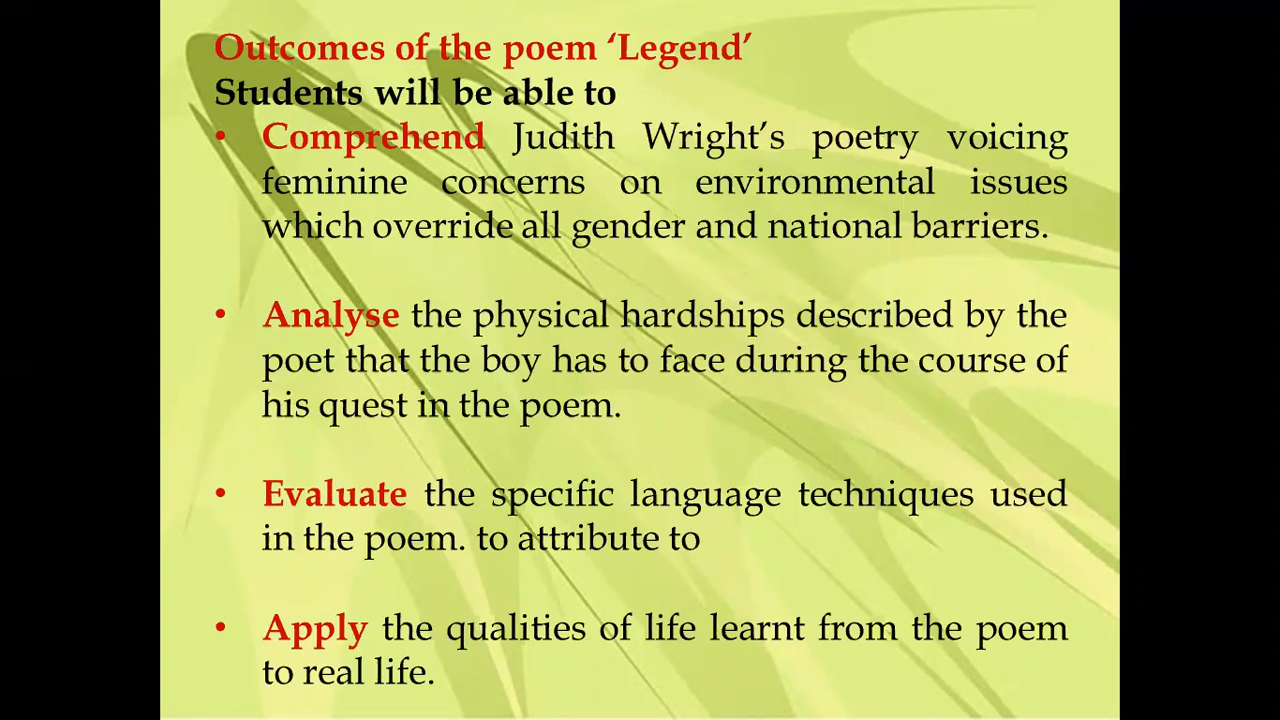 Outcomes of the poem ‘Legend’
Students will be able to
• Comprehend Judith Wright’s poetry voicing
feminine concerns on environmental issues
which override all gender and national barriers.
• Analyse the physical hardships described by the
poet that the boy has to face during the course of
his quest in the poem.
• Evaluate the specific language techniques used
in the poem. to attribute to
• Apply the qualities of life learnt from the poem
to real life.